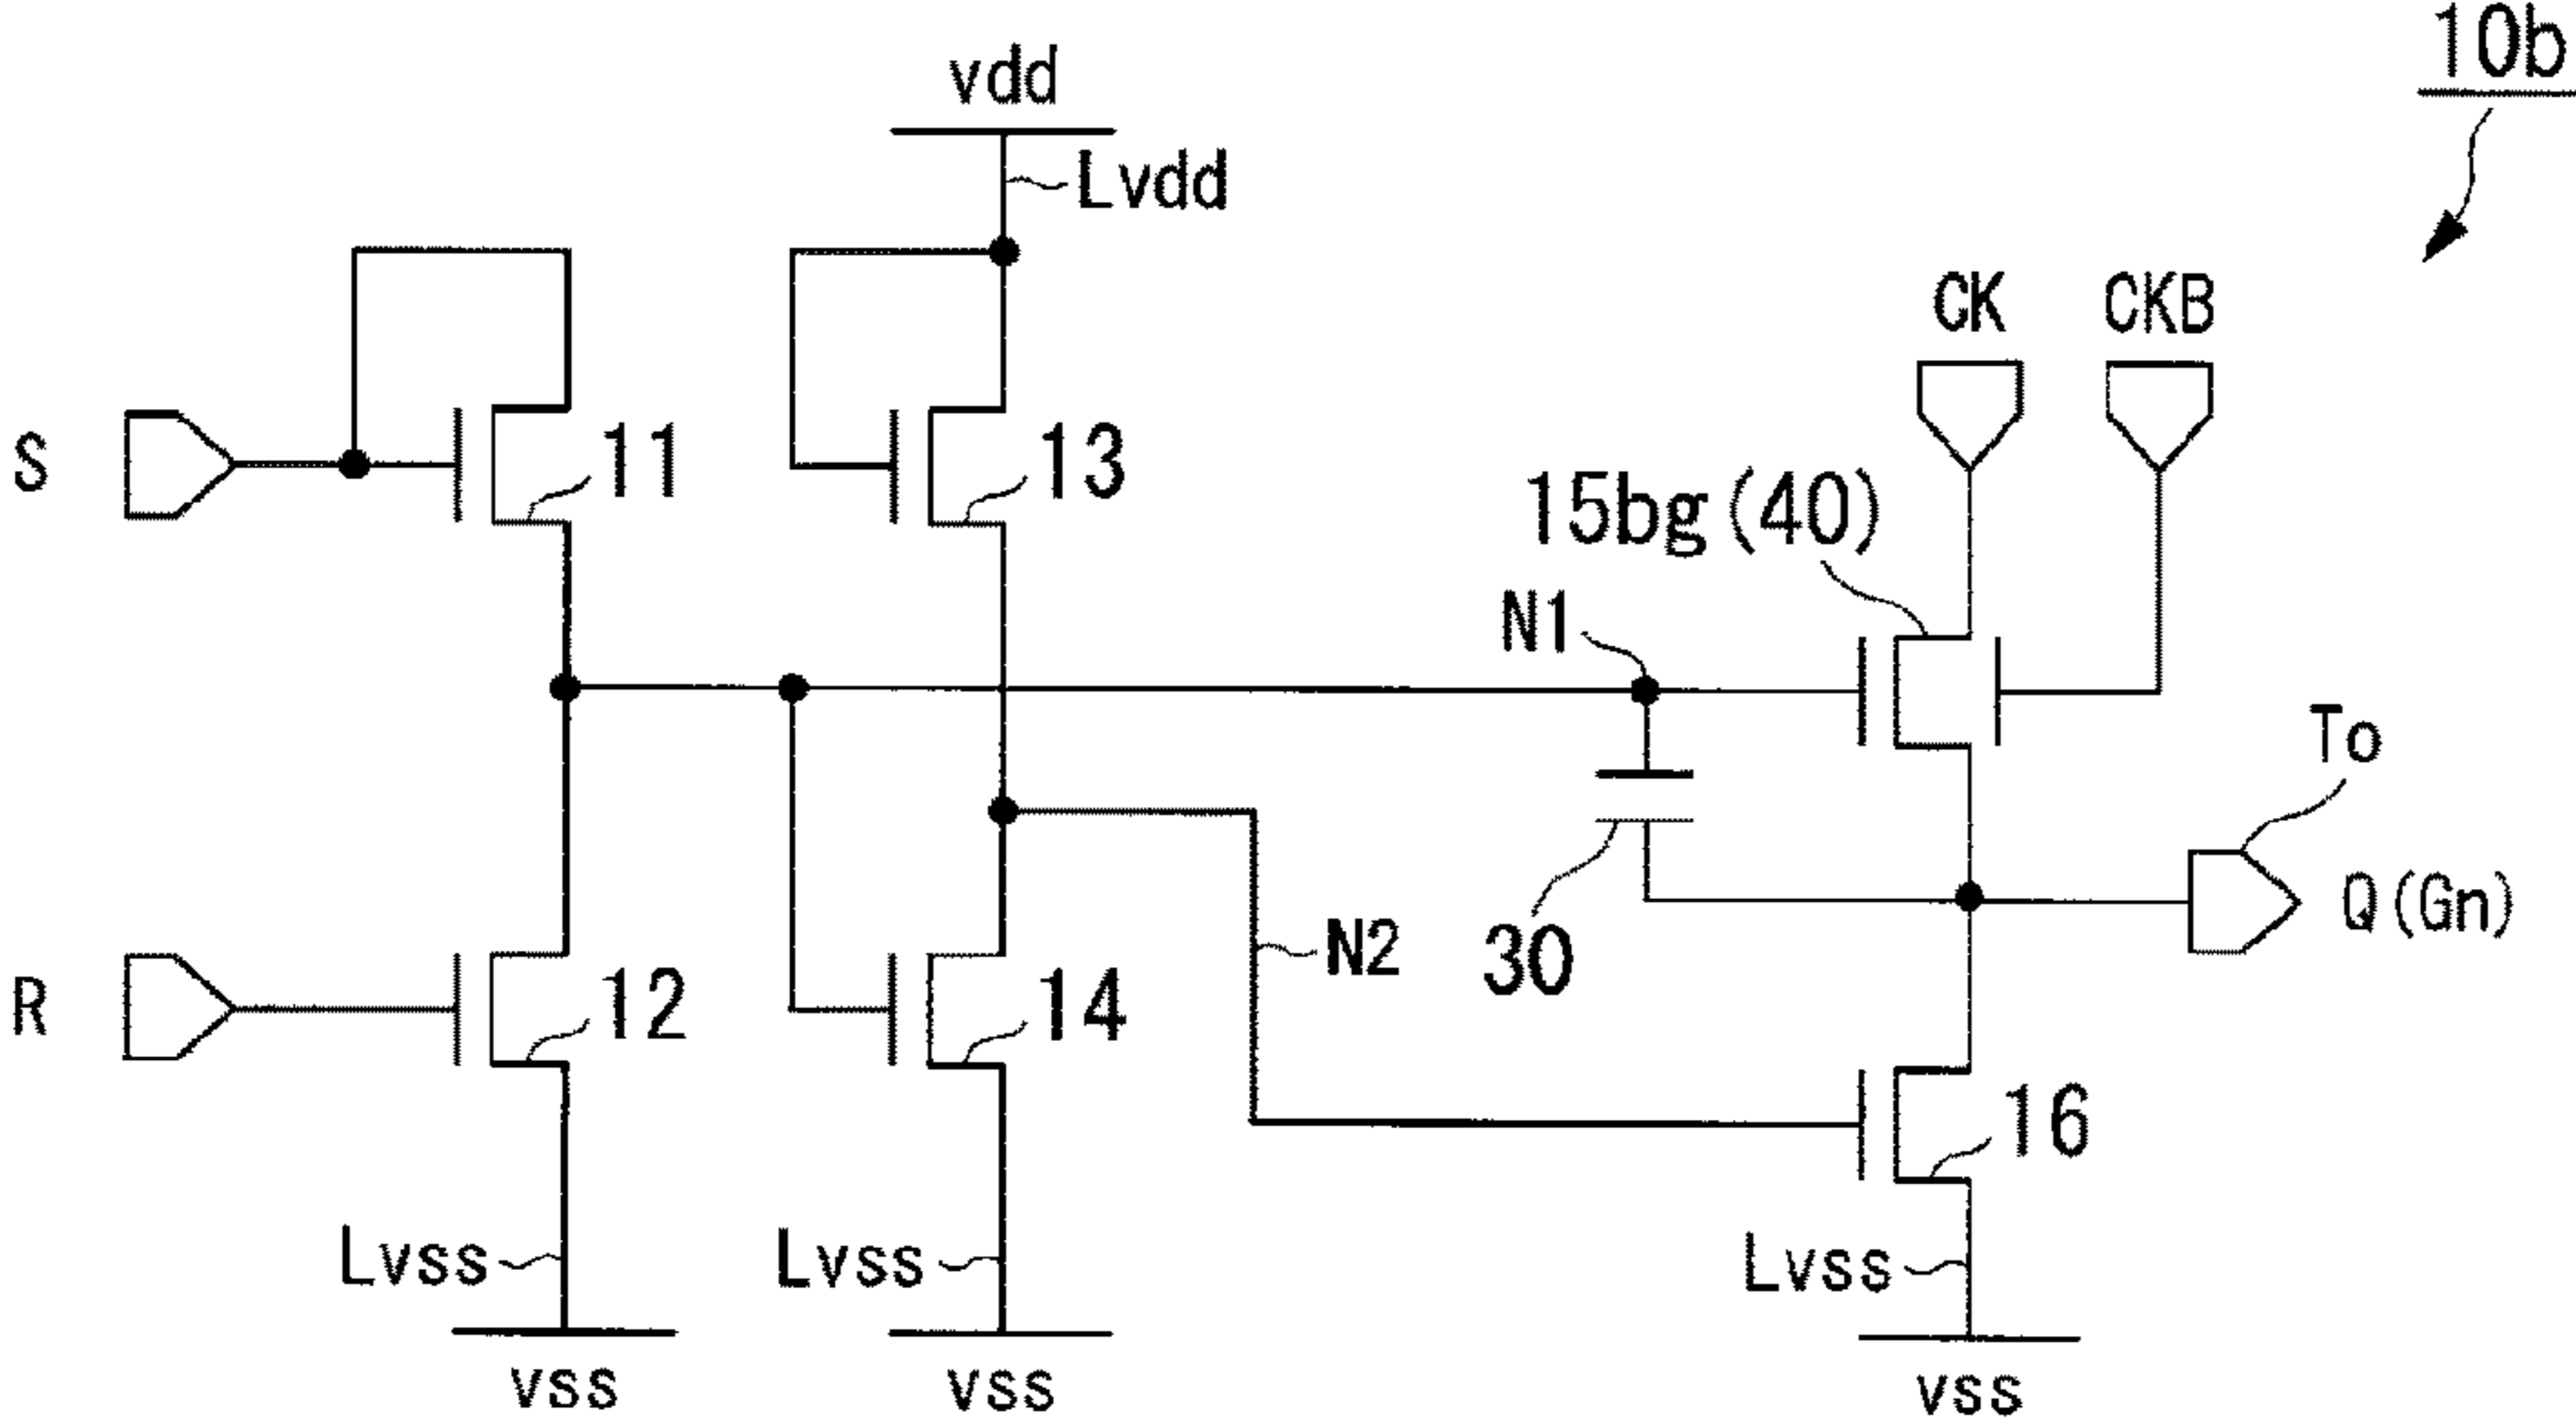 10b
vdd
Lvdd
CK CKB
S 11 13
15bg(40)
N1
To
Q(Gn)
N2
30
R 12 14
16
Lvss Lvss Lvss
vss vss vss